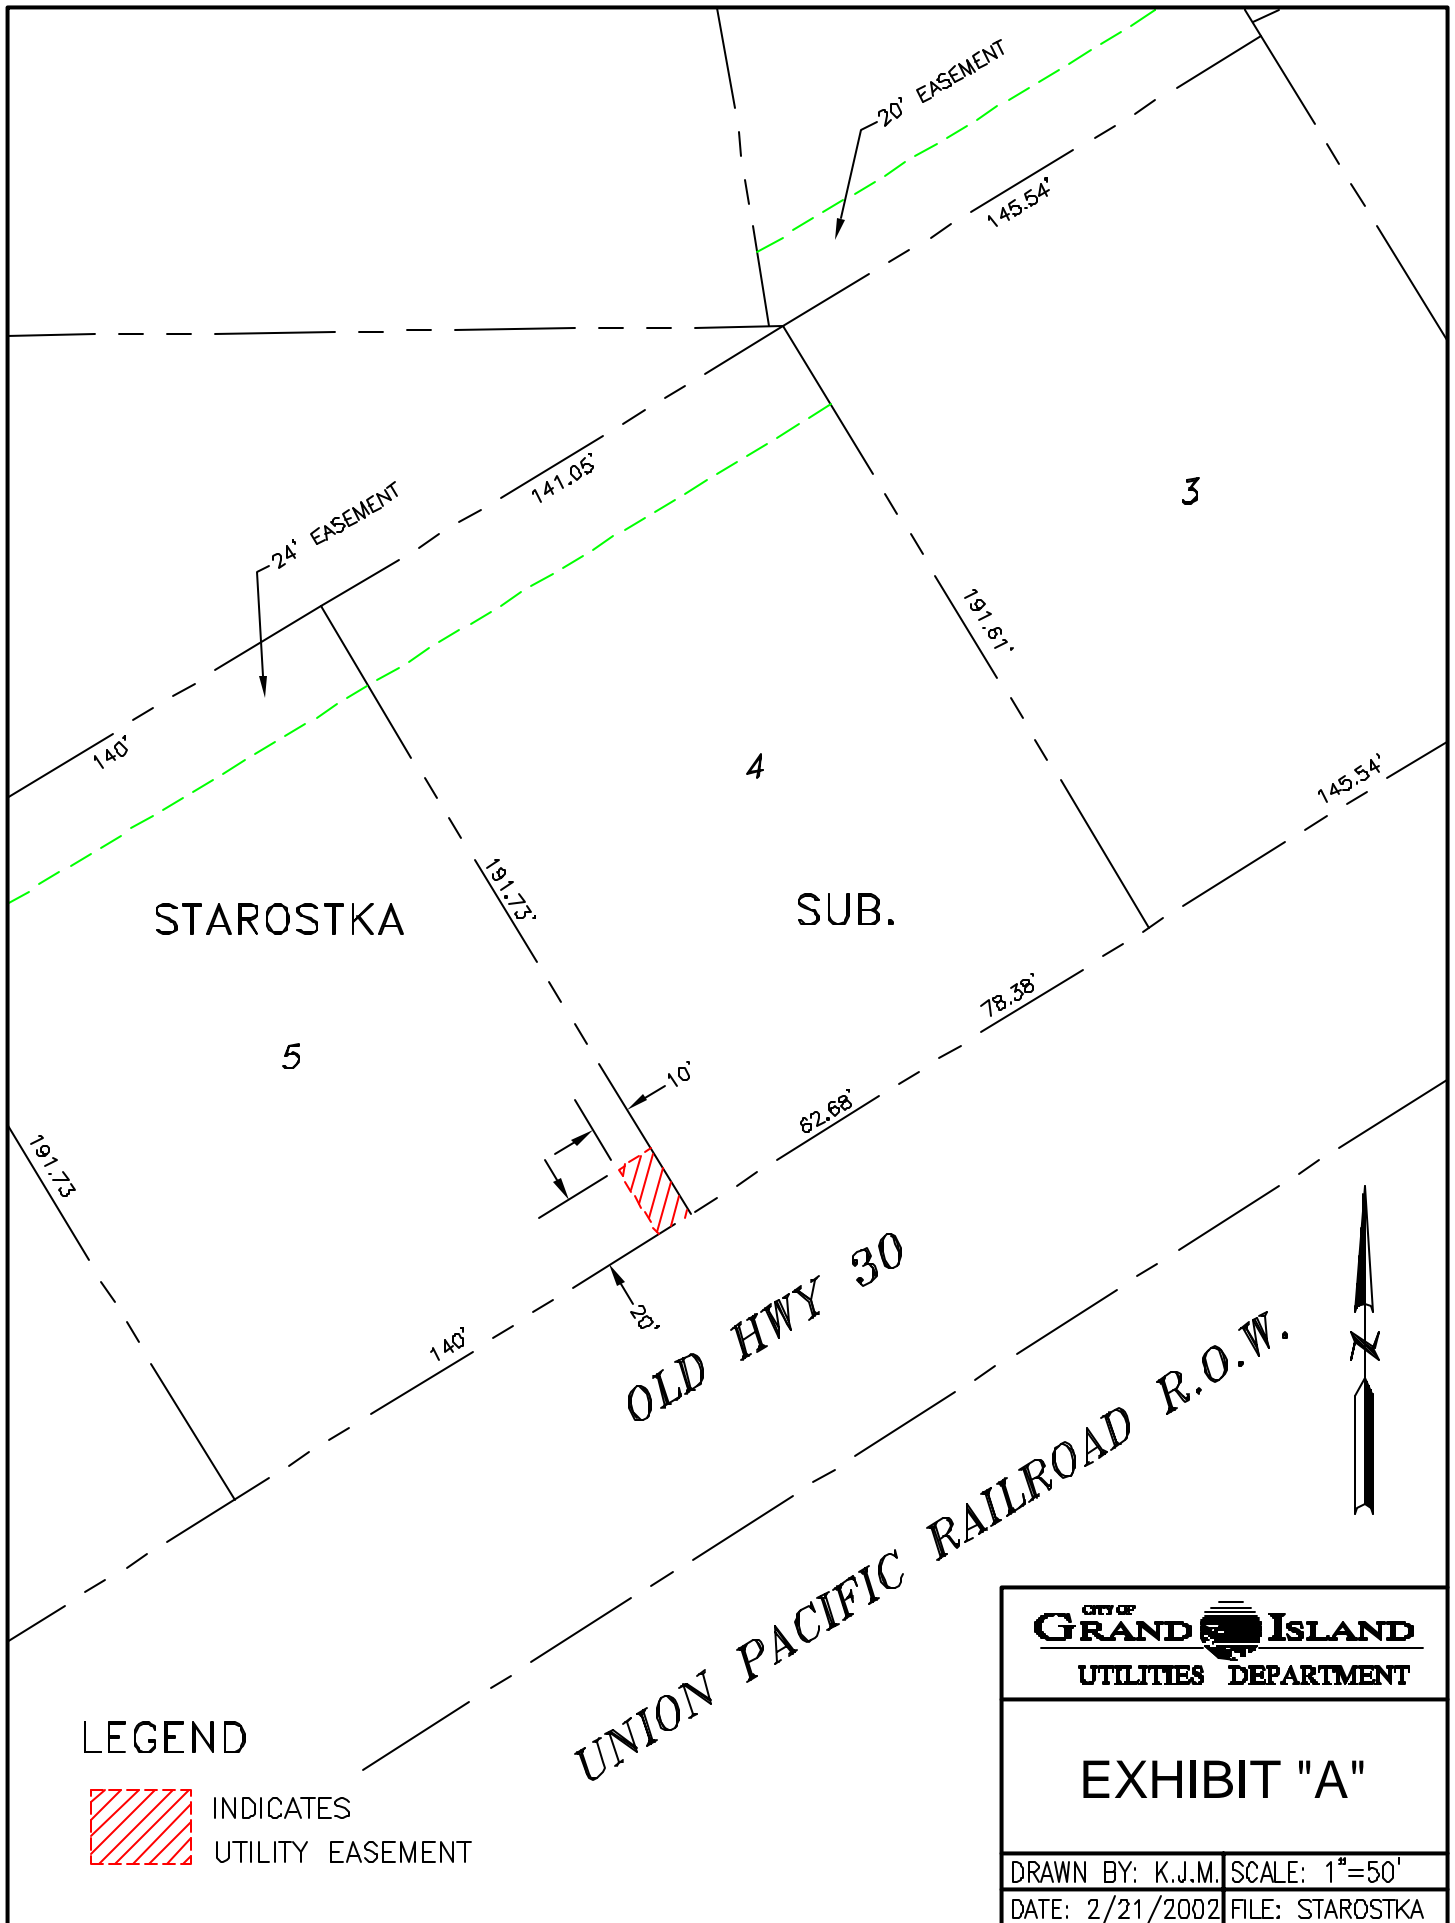 20' EASEMENT
145.54'
141.05'
24' EASEMENT
3
191.61'
140'
4
145.54'
191.73'
STAROSTKA SUB.
78.38'
5
10'
62.68'
191.73
20'
140'
OLD HWY 30
N
UNION PACIFIC RAILROAD R.O.W.
CITY OF
GRAND ISLAND
UTILITIES DEPARTMENT
LEGEND
INDICATES
UTILITY EASEMENT
EXHIBIT "A"
DRAWN BY: K.J.M. SCALE: 1"=50'
DATE: 2/21/2002 FILE: STAROSTKA